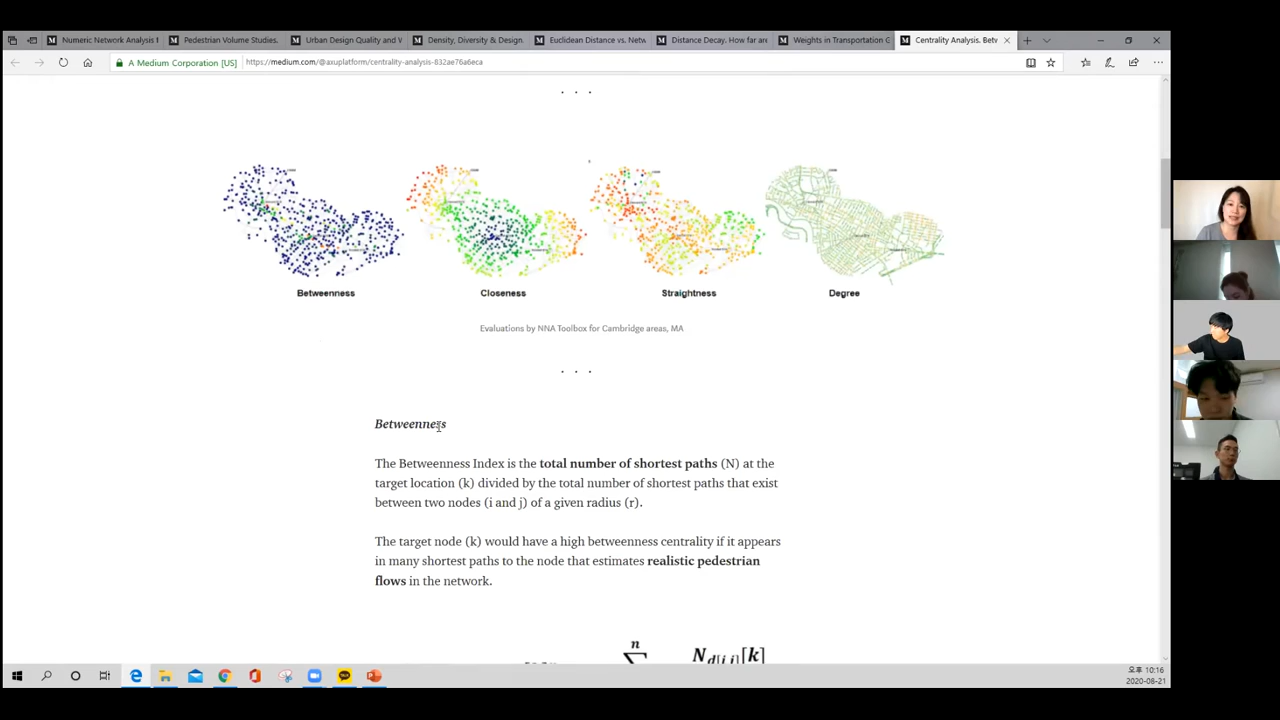 Numeric Network Analysis
Pedestrian Volume Studies.
Urban Design Quality and
Density, Diversity & Design.
Euclidean Distance vs. Netw
Distance Decay. How far are
Weights in Transportation
Centrality Analysis. Betw
A Medium Corporation [US]
https://medium.com/@axuplatform/centrality-analysis-832ae76a6eca
. . .
Betweenness
Closeness
Straightness
Degree
Evaluations by NNA Toolbox for Cambridge areas, MA
. . .
Betweenness
The Betweenness Index is the total number of shortest paths (N) at the
target location (k) divided by the total number of shortest paths that exist
between two nodes (i and j) of a given radius (r).
The target node (k) would have a high betweenness centrality if it appears
in many shortest paths to the node that estimates realistic pedestrian
flows in the network.
n
N d[i,j] [k]
오후 10:16
2020-08-21